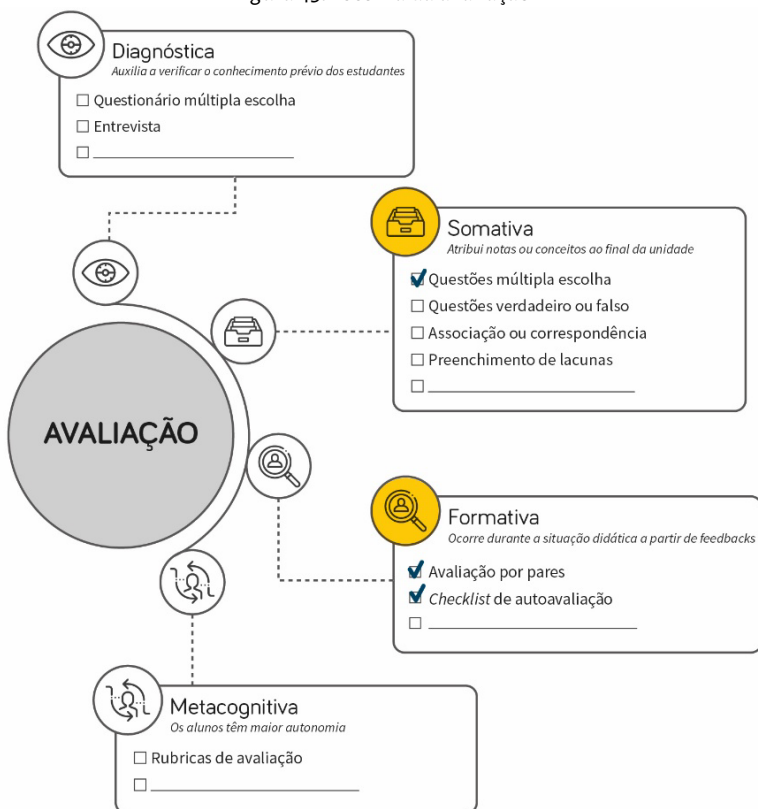 Diagnóstica
Auxilia a verificar o conhecimento prévio dos estudantes
Questionário múltipla escolha
Entrevista
Somativa
Atribui notas ou conceitos ao final da unidade
Questões múltipla escolha
Questões verdadeiro ou falso
Associação ou correspondência
Preenchimento de lacunas
AVALIAÇÃO
Formativa
Ocorre durante a situação didática a partir de feedbacks
Avaliação por pares
Checklist de autoavaliação
Metacognitiva
Os alunos têm maior autonomia
Rubricas de avaliação